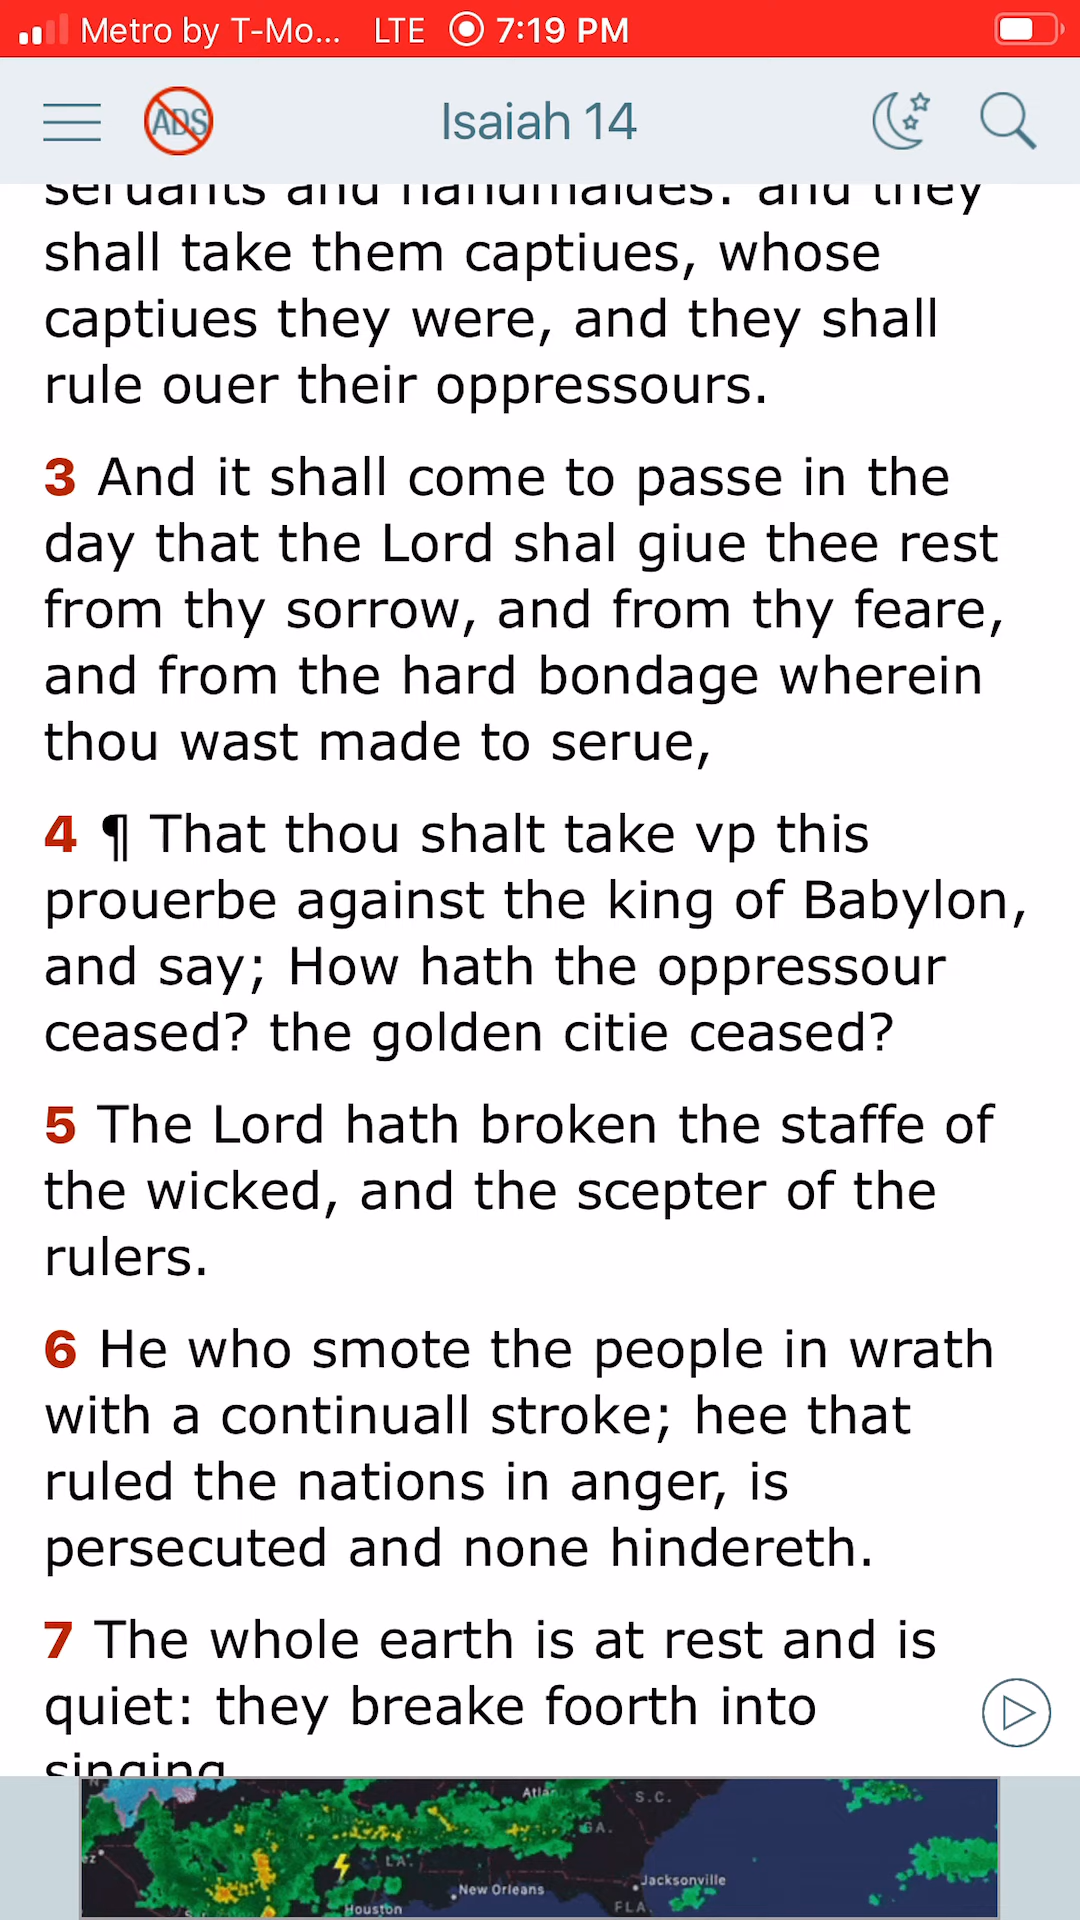 Metro by T-Mo... LTE 7:19 PM
ADS Isaiah 14
seruants and handmaides: and they
shall take them captiues, whose
captiues they were, and they shall
rule ouer their oppressours.
3 And it shall come to passe in the
day that the Lord shal giue thee rest
from thy sorrow, and from thy feare,
and from the hard bondage wherein
thou wast made to serue,
4 ¶ That thou shalt take vp this
prouerbe against the king of Babylon,
and say; How hath the oppressour
ceased? the golden citie ceased?
5 The Lord hath broken the staffe of
the wicked, and the scepter of the
rulers.
6 He who smote the people in wrath
with a continuall stroke; hee that
ruled the nations in anger, is
persecuted and none hindereth.
7 The whole earth is at rest and is
quiet: they breake foorth into
singing
S.C.
GA.
LA.
Jacksonville
New Orleans
FLA.
Houston